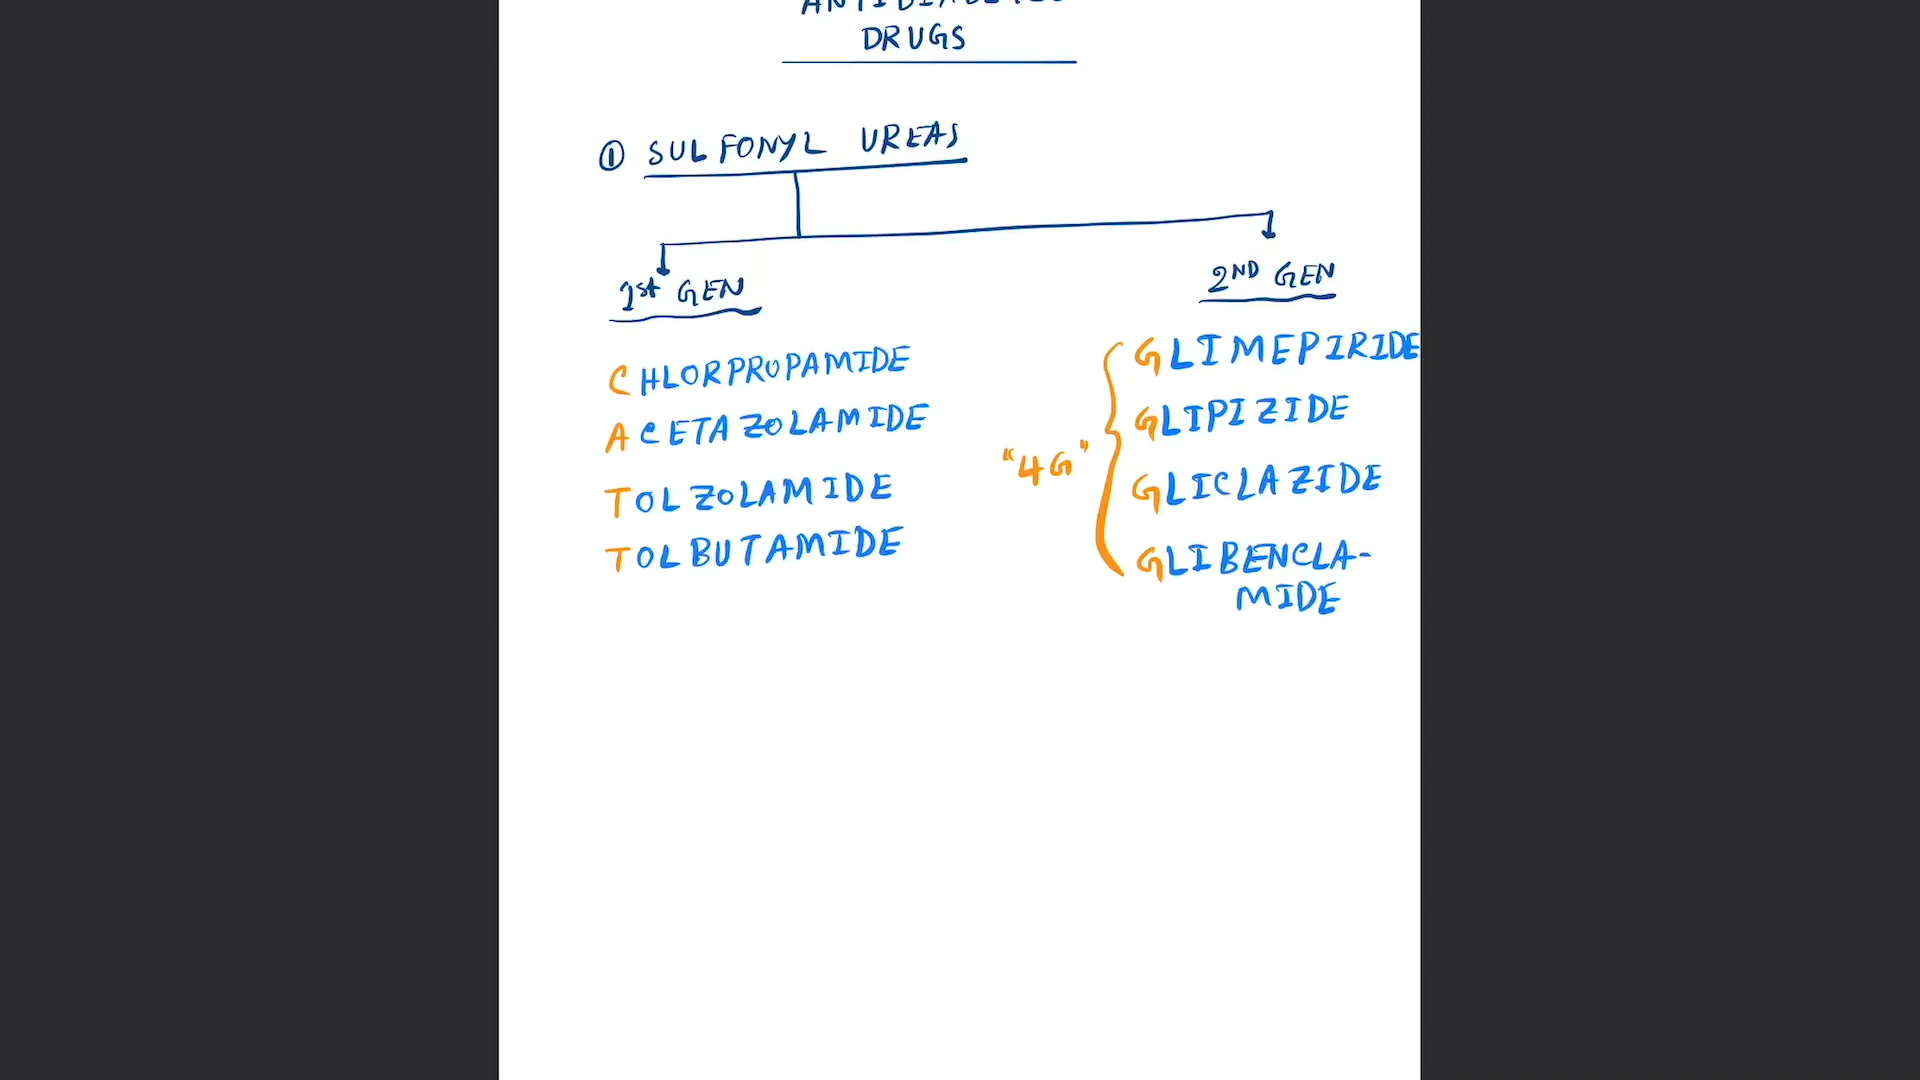 DRUGS
① SULFONYL UREAS
1ST GEN
2ND GEN
CHLORPROPAMIDE
ACETAZOLAMIDE
TOLZOLAMIDE
TOLBUTAMIDE
"4G"
GLIMEPIRIDE
GLIPIZIDE
GLICLAZIDE
GLIBENCLA-
MIDE